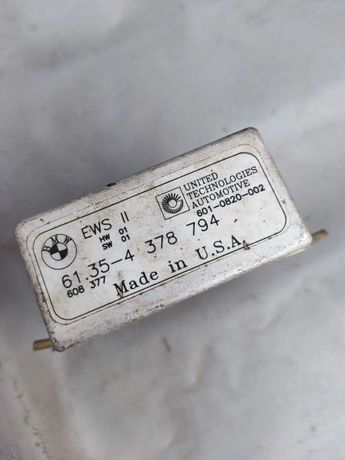 EWS II
HW 01
SW 01
UNITED
TECHNOLOGIES
AUTOMOTIVE
601-0820-002
61.35-4 378 794
608 377
Made in U.S.A.